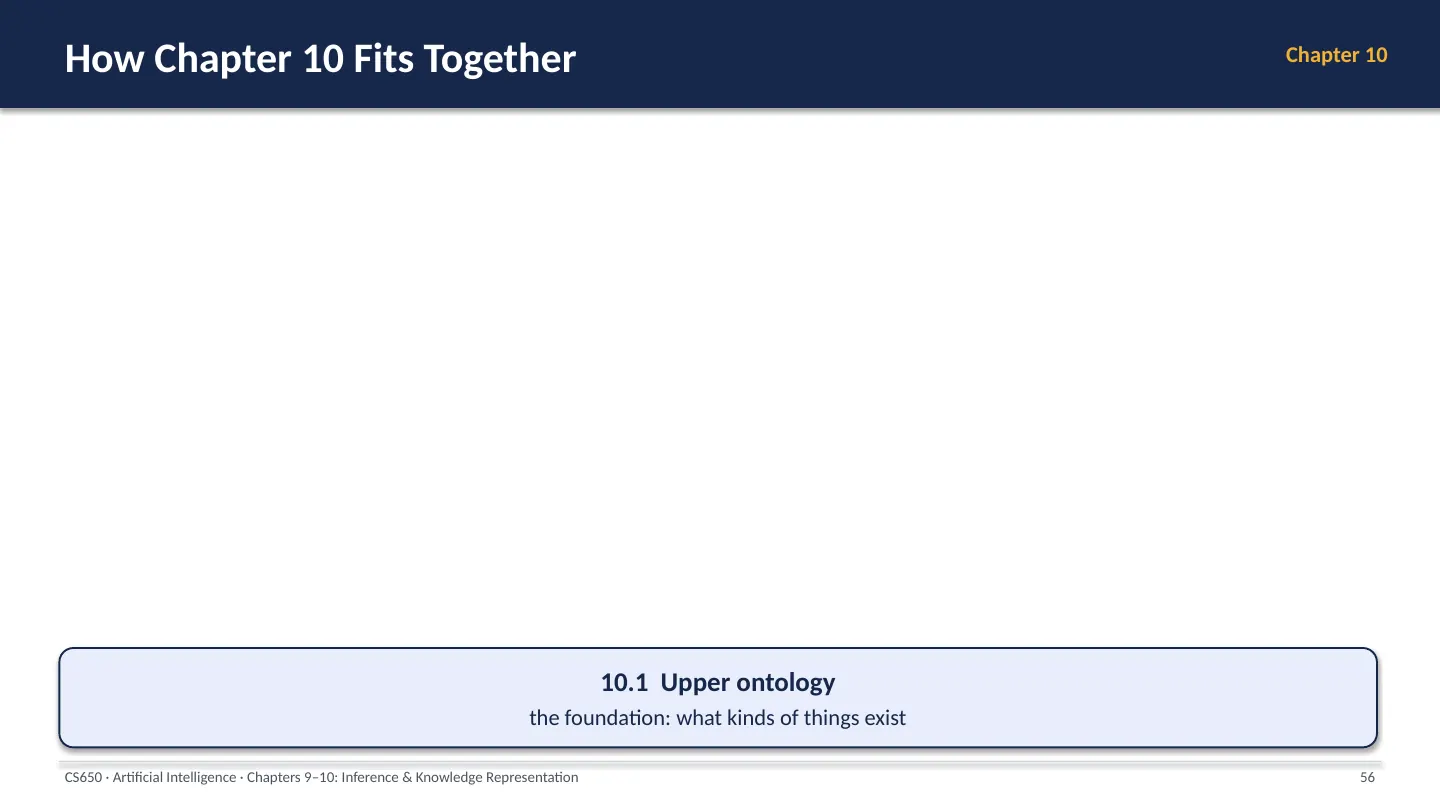 How Chapter 10 Fits Together
Chapter 10
10.1 Upper ontology
the foundation: what kinds of things exist
CS650 · Artificial Intelligence · Chapters 9–10: Inference & Knowledge Representation
56